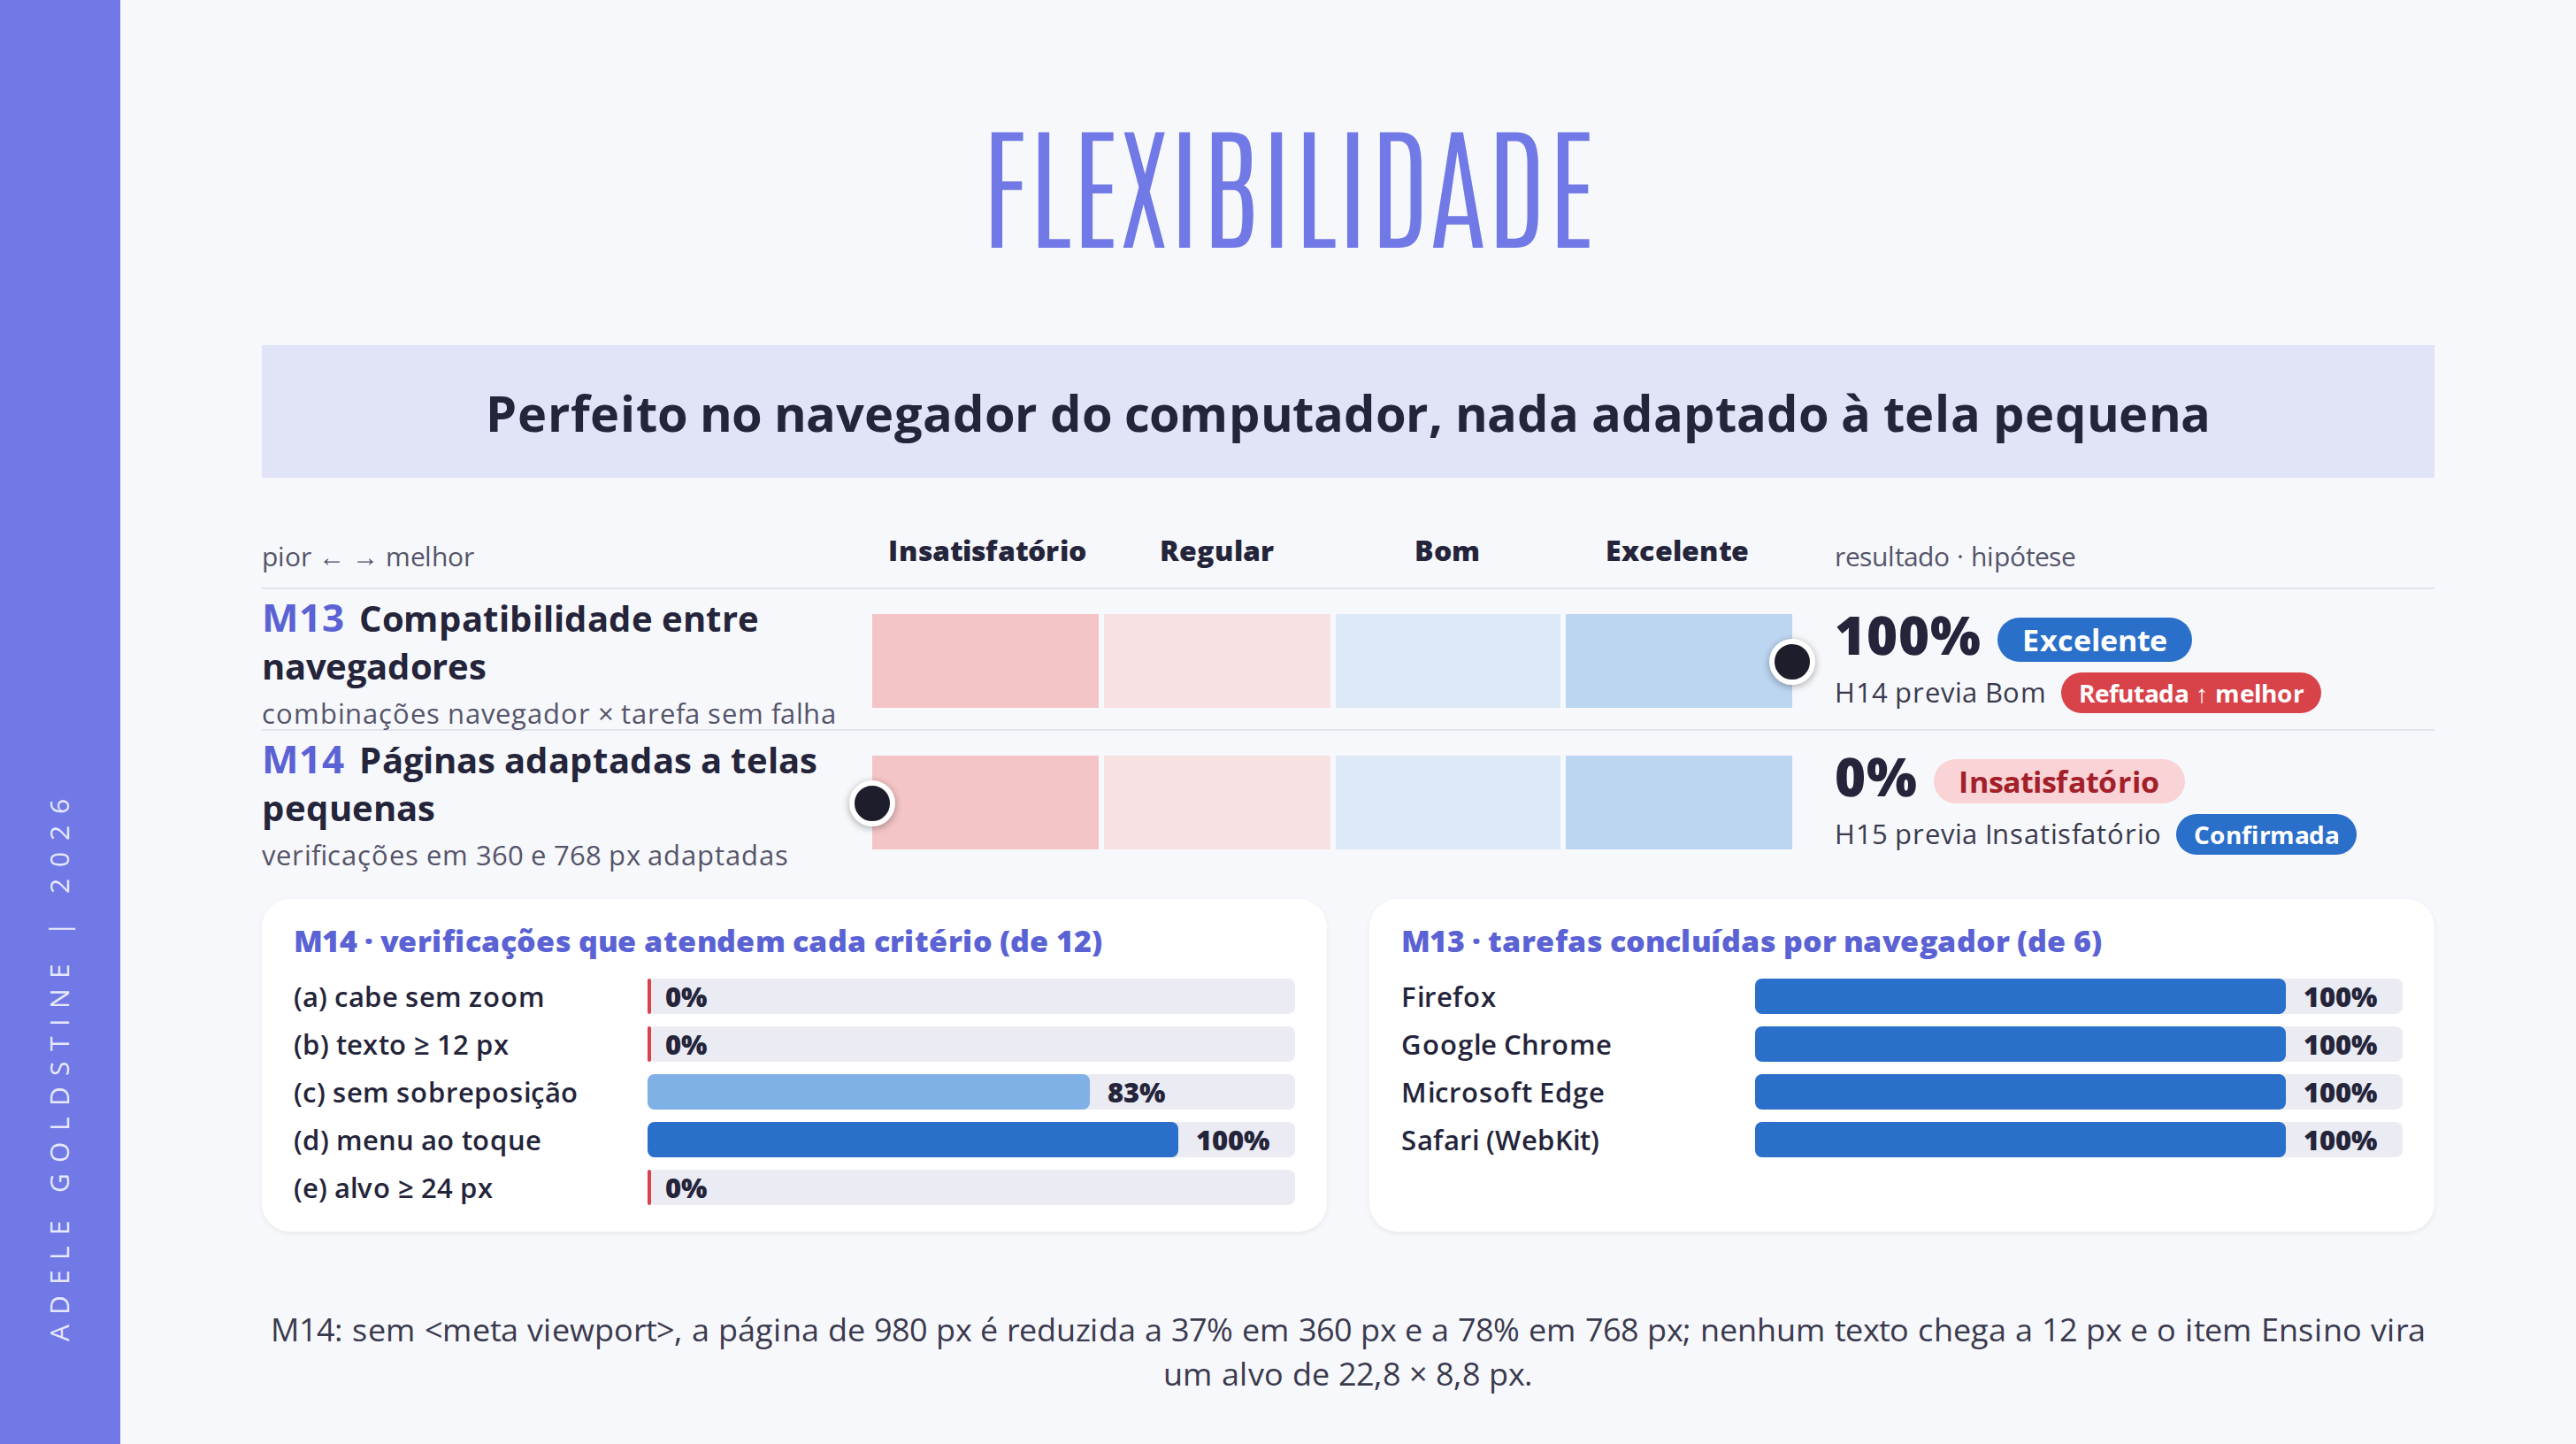 FLEXIBILIDADE
Perfeito no navegador do computador, nada adaptado à tela pequena
pior ← → melhor
Insatisfatório
Regular
Bom
Excelente
resultado · hipótese
M13 Compatibilidade entre
navegadores
combinações navegador × tarefa sem falha
100% Excelente
H14 previa Bom Refutada ↑ melhor
M14 Páginas adaptadas a telas
pequenas
verificações em 360 e 768 px adaptadas
0% Insatisfatório
H15 previa Insatisfatório Confirmada
M14 · verificações que atendem cada critério (de 12)
(a) cabe sem zoom 0%
(b) texto ≥ 12 px 0%
(c) sem sobreposição 83%
(d) menu ao toque 100%
(e) alvo ≥ 24 px 0%
M13 · tarefas concluídas por navegador (de 6)
Firefox 100%
Google Chrome 100%
Microsoft Edge 100%
Safari (WebKit) 100%
M14: sem <meta viewport>, a página de 980 px é reduzida a 37% em 360 px e a 78% em 768 px; nenhum texto chega a 12 px e o item Ensino vira
um alvo de 22,8 × 8,8 px.
ADELE GOLDSTINE | 2026